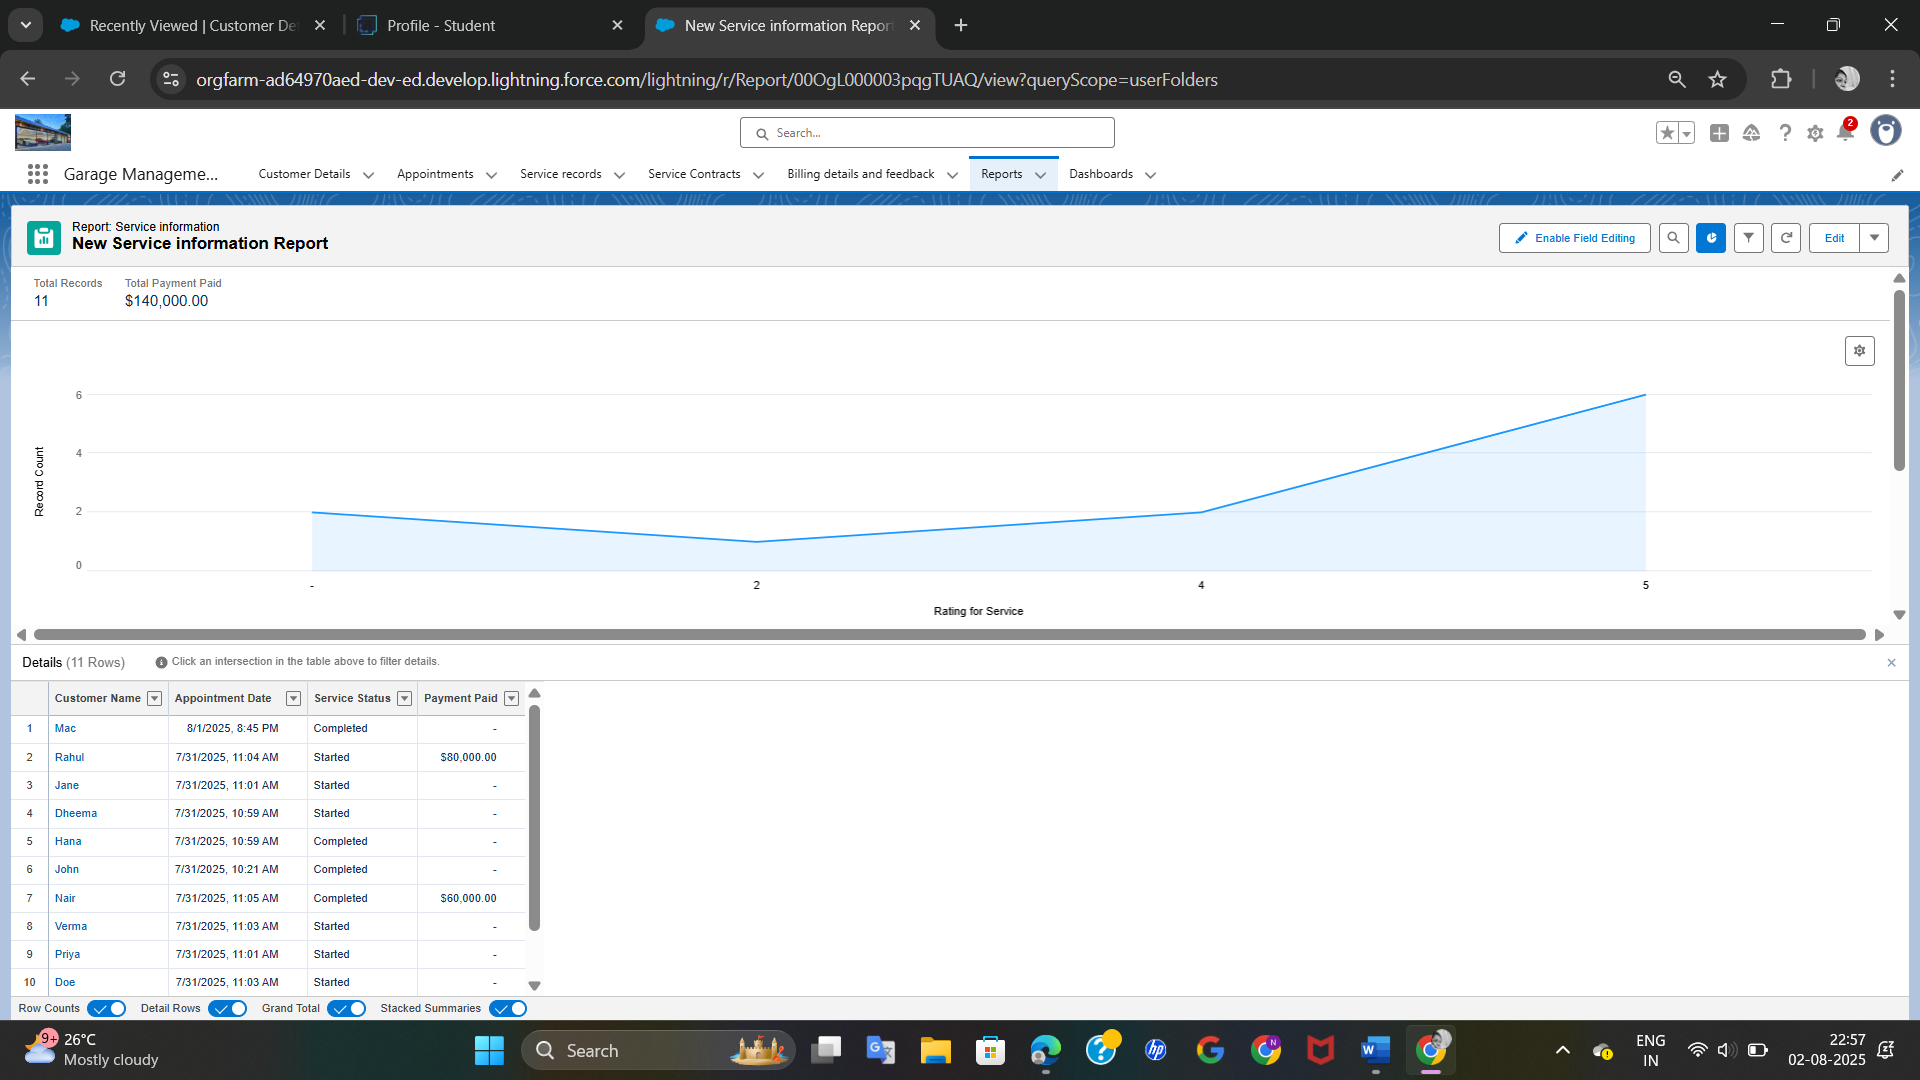 Recently Viewed | Customer De
Profile - Student
New Service information Repor
orgfarm-ad64970aed-dev-ed.develop.lightning.force.com/lightning/r/Report/00OgL000003pqgTUAQ/view?queryScope=userFolders
Search...
2
Garage Manageme...
Customer Details
Appointments
Service records
Service Contracts
Billing details and feedback
Reports
Dashboards
Report: Service information
New Service information Report
Enable Field Editing
Edit
Total Records
Total Payment Paid
11
$140,000.00
6
4
2
0
Record Count
- 2 4 5
Rating for Service
Details (11 Rows)
Click an intersection in the table above to filter details.
Customer Name Appointment Date Service Status Payment Paid
1 Mac 8/1/2025, 8:45 PM Completed -
2 Rahul 7/31/2025, 11:04 AM Started $80,000.00
3 Jane 7/31/2025, 11:01 AM Started -
4 Dheema 7/31/2025, 10:59 AM Started -
5 Hana 7/31/2025, 10:59 AM Completed -
6 John 7/31/2025, 10:21 AM Completed -
7 Nair 7/31/2025, 11:05 AM Completed $60,000.00
8 Verma 7/31/2025, 11:03 AM Started -
9 Priya 7/31/2025, 11:01 AM Started -
10 Doe 7/31/2025, 11:03 AM Started -
Row Counts Detail Rows Grand Total Stacked Summaries
9+
26°C
Mostly cloudy
Search
ENG
IN
22:57
02-08-2025